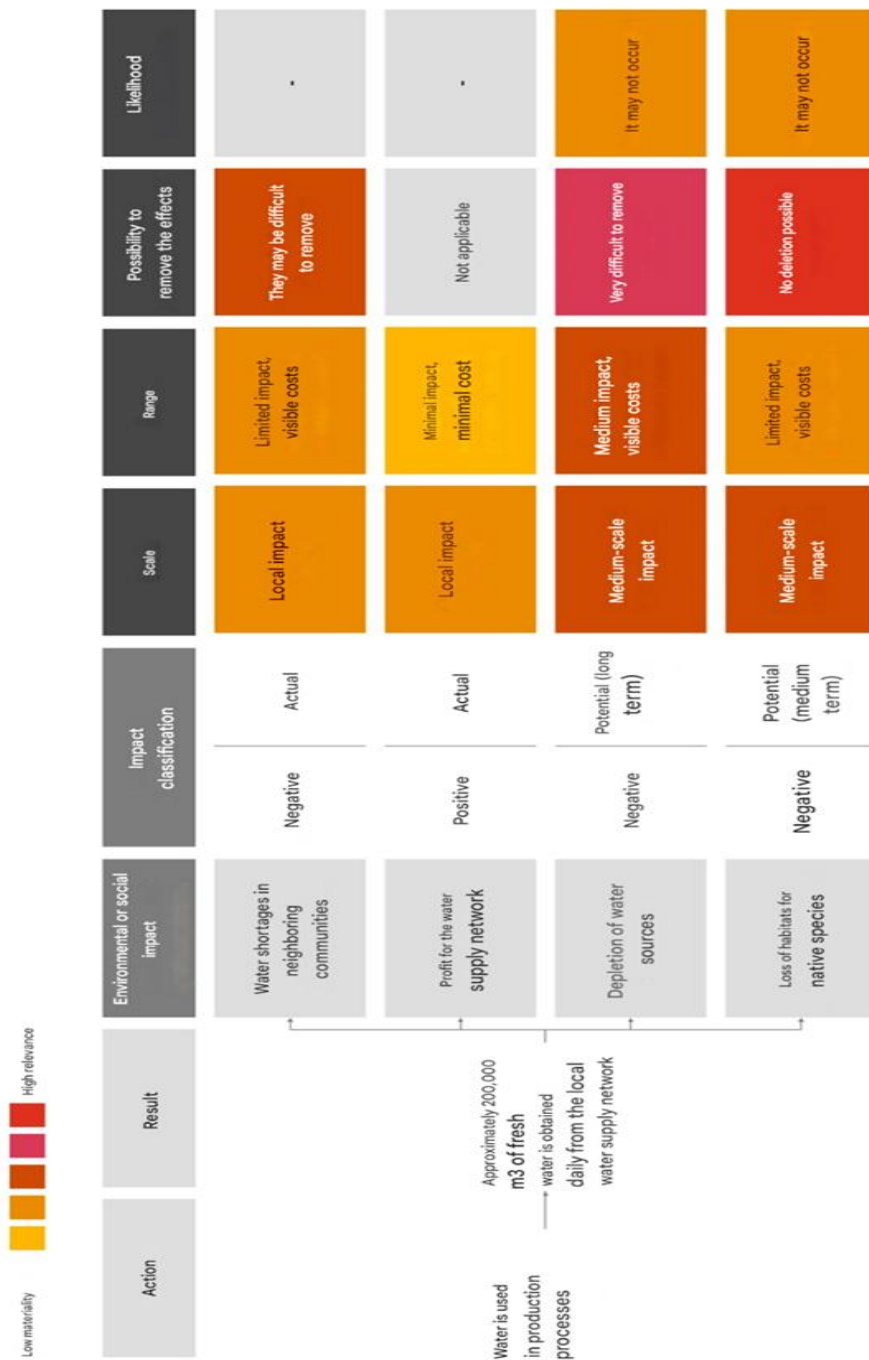 Low materiality
High relevance
Action
Result
Environmental or social
impact
Impact
classification
Scale
Range
Possibility to
remove the effects
Likelihood
Water is used
in production
processes
Approximately 200,000
m3 of fresh
water is obtained
daily from the local
water supply network
Water shortages in
neighboring
communities
Negative
Actual
Local impact
Limited impact,
visible costs
They may be difficult
to remove
-
Profit for the water
supply network
Positive
Actual
Local impact
Minimal impact,
minimal cost
Not applicable
-
Depletion of water
sources
Negative
Potential (long
term)
Medium-scale
impact
Medium impact,
visible costs
Very difficult to remove
It may not occur
Loss of habitats for
native species
Negative
Potential
(medium
term)
Medium-scale
impact
Limited impact,
visible costs
No deletion possible
It may not occur